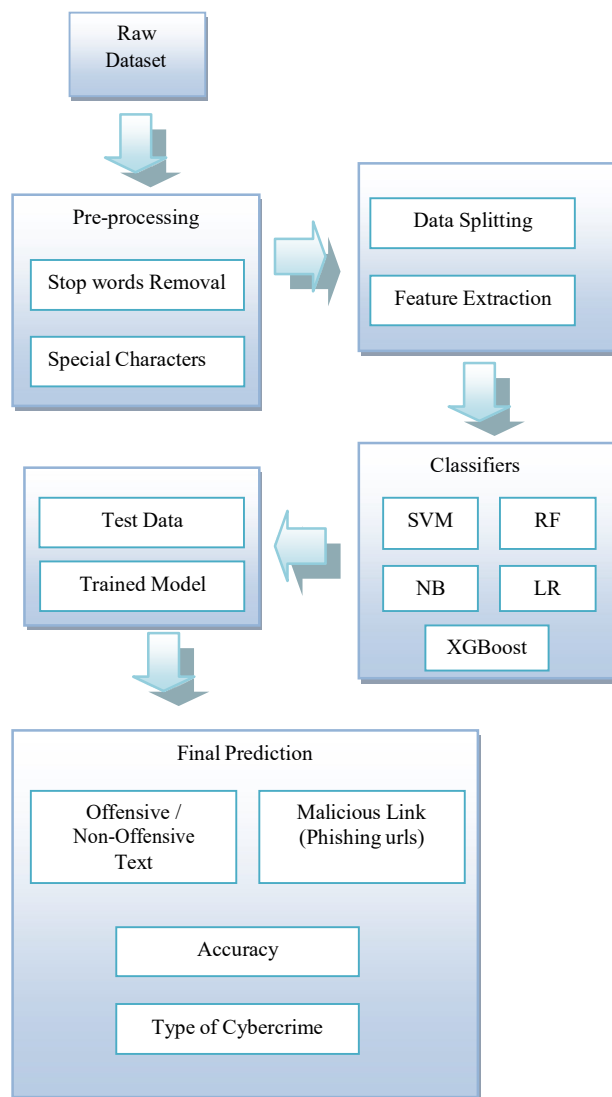 Raw
Dataset
Pre-processing
Stop words Removal
Special Characters
Data Splitting
Feature Extraction
Classifiers
SVM
RF
NB
LR
XGBoost
Test Data
Trained Model
Final Prediction
Offensive /
Non-Offensive
Text
Malicious Link
(Phishing urls)
Accuracy
Type of Cybercrime